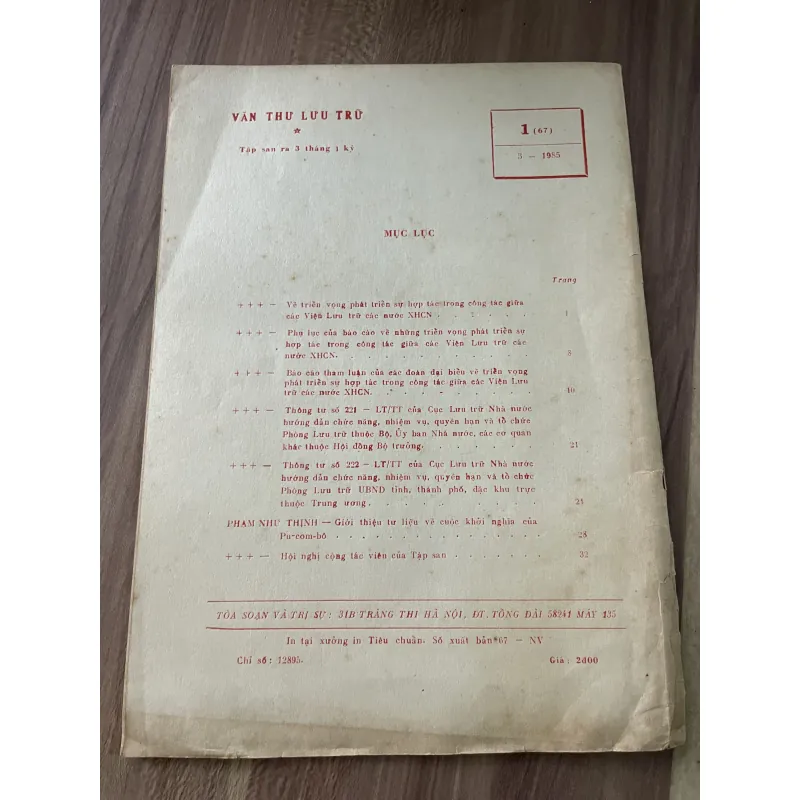 VĂN THƯ LƯU TRỮ
Tập san ra 3 tháng 1 kỳ
1 (67)
3 — 1985
MỤC LỤC
Trang
+ + + — Về triển vọng phát triển sự hợp tác trong công tác giữa
các Viện Lưu trữ các nước XHCN . . . . . . 1
+ + + — Phụ lục của báo cáo về những triển vọng phát triển sự
hợp tác trong công tác giữa các Viện Lưu trữ các
nước XHCN. . . . . . . . . . . .
+ + + — Báo cáo tham luận của các đoàn đại biểu về triển vọng
phát triển sự hợp tác trong công tác giữa các Viện Lưu
trữ các nước XHCN. . . . . . . . . 10
+ + + — Thông tư số 221 — LT/TT của Cục Lưu trữ Nhà nước
hướng dẫn chức năng, nhiệm vụ, quyền hạn và tổ chức
Phòng Lưu trữ thuộc Bộ, Ủy ban Nhà nước, các cơ quan
khác thuộc Hội đồng Bộ trưởng. . . . . . . 21
+ + + — Thông tư số 222 — LT/TT của Cục Lưu trữ Nhà nước
hướng dẫn chức năng, nhiệm vụ, quyền hạn và tổ chức
Phòng Lưu trữ UBND tỉnh, thành phố, đặc khu trực
thuộc Trung ương. . . . . . . . . .
PHẠM NHƯ THỊNH — Giới thiệu tư liệu về cuộc khởi nghĩa của
Pu-com-bô . . . . . . . . . . . . . . . 28
+ + + — Hội nghị cộng tác viên của Tập san . . . . . . . 32
TÒA SOẠN VÀ TRỊ SỰ : 31B TRÀNG THI HÀ NỘI, ĐT. TỔNG ĐÀI 58241 MÁY 135
In tại xưởng in Tiêu chuẩn. Số xuất bản 67 — NV
Chỉ số : 12895.
Giá : 2đ00